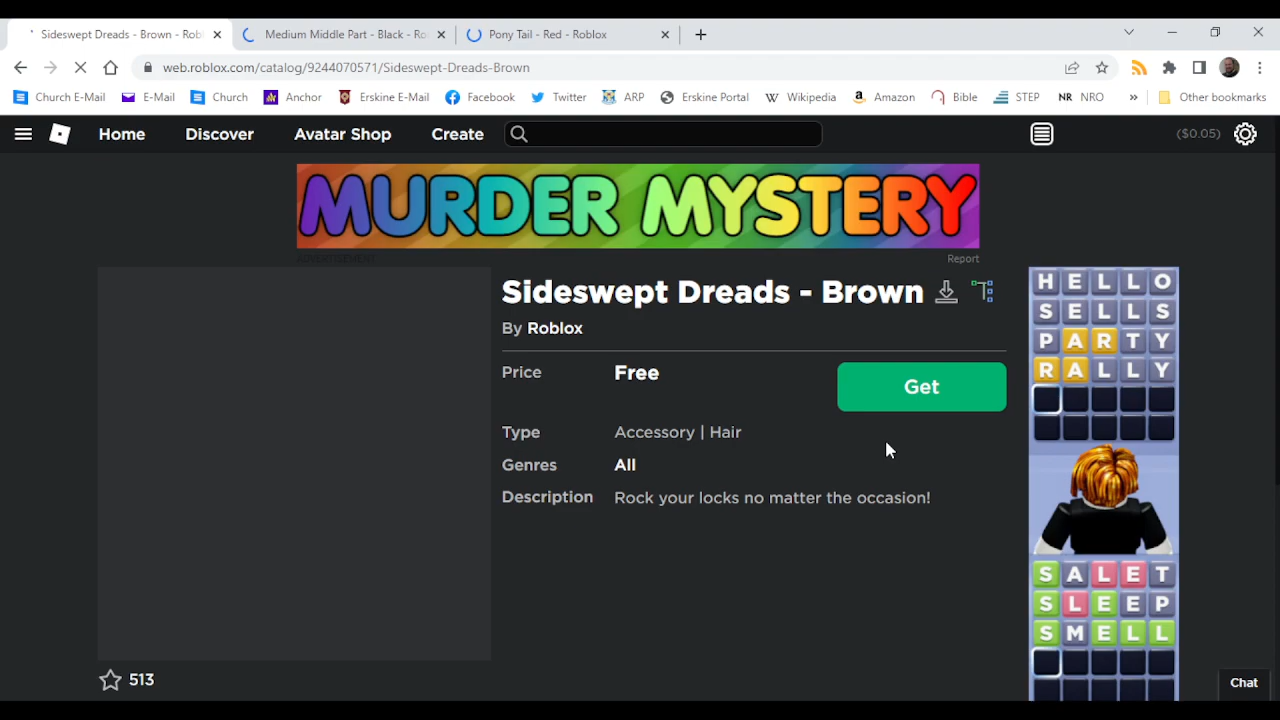 Sideswept Dreads - Brown - Rob
Medium Middle Part - Black - Ro
Pony Tail - Red - Roblox
web.roblox.com/catalog/9244070571/Sideswept-Dreads-Brown
Church E-Mail
E-Mail
Church
Anchor
Erskine E-Mail
Facebook
Twitter
ARP
Erskine Portal
W Wikipedia
Amazon
Bible
STEP
NR NRO
»
Other bookmarks
Home
Discover
Avatar Shop
Create
($0.05)
MURDER MYSTERY
ADVERTISEMENT
Report
Sideswept Dreads - Brown
By Roblox
Price Free
Get
Type Accessory | Hair
Genres All
Description Rock your locks no matter the occasion!
513
HELLO
SELLS
PARTY
RALLY
SALET
SLEEP
SMELL
Chat